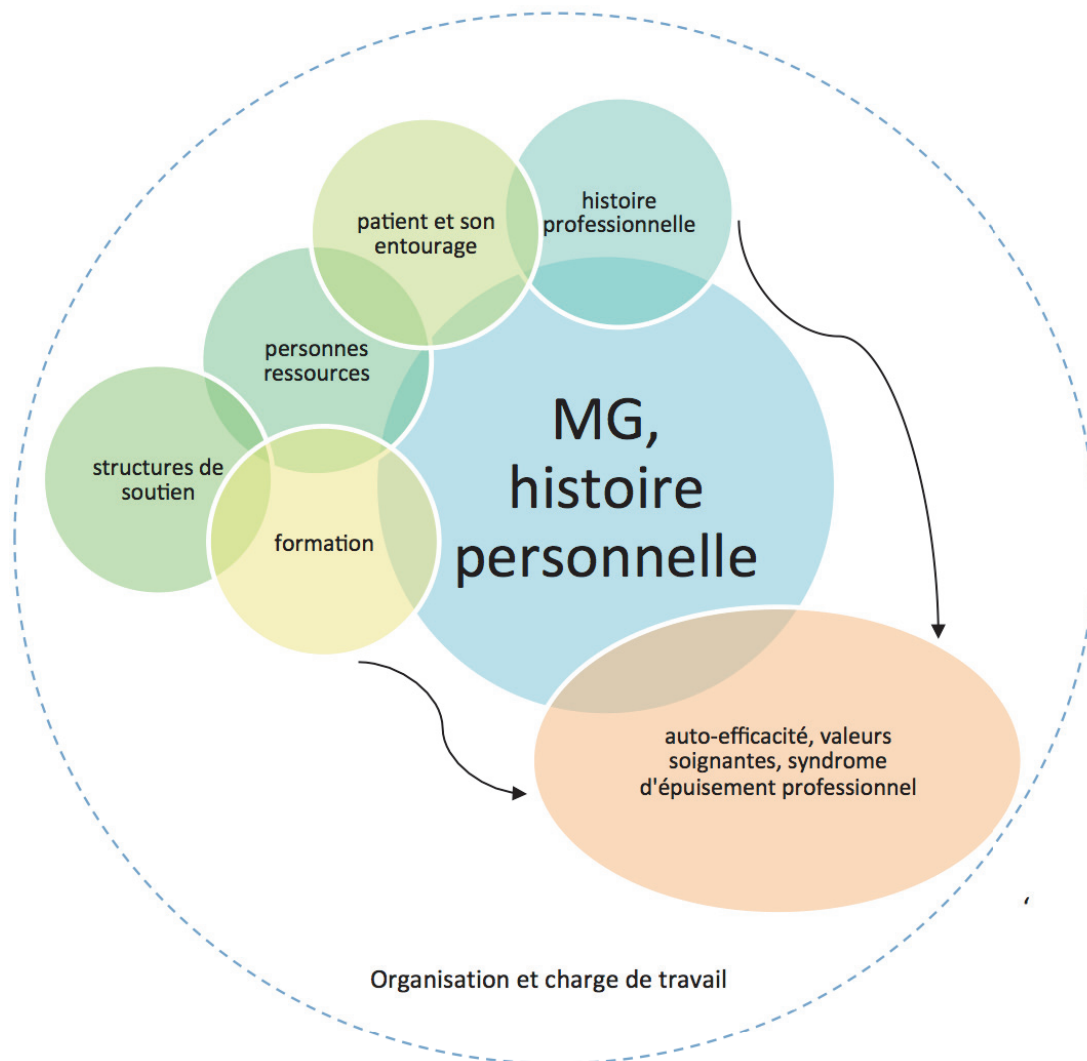 histoire
professionnelle
patient et son
entourage
personnes
ressources
structures de
soutien
formation
MG,
histoire
personnelle
auto-efficacité, valeurs
soignantes, syndrome
d'épuisement professionnel
Organisation et charge de travail